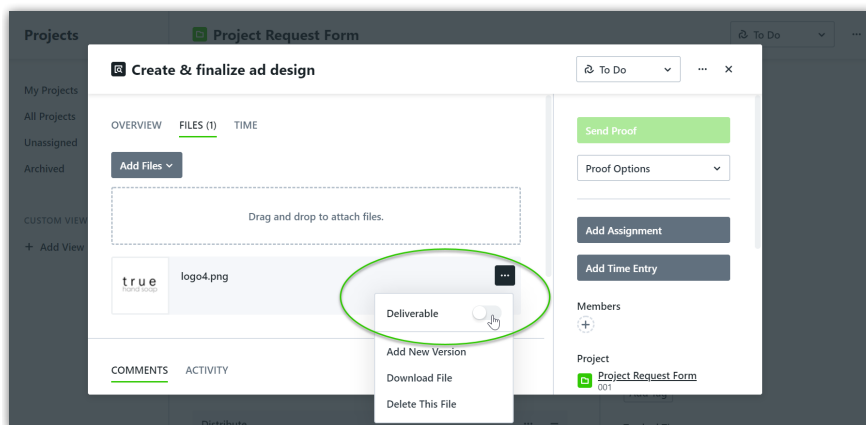 Projects
Project Request Form
To Do
My Projects
All Projects
Unassigned
Archived
CUSTOM VIEW
+ Add View
Create & finalize ad design
To Do
OVERVIEW FILES (1) TIME
Add Files
Drag and drop to attach files.
true
hand soap
logo4.png
Deliverable
Add New Version
Download File
Delete This File
COMMENTS ACTIVITY
Send Proof
Proof Options
Add Assignment
Add Time Entry
Members
Project
Project Request Form
001
Distribute